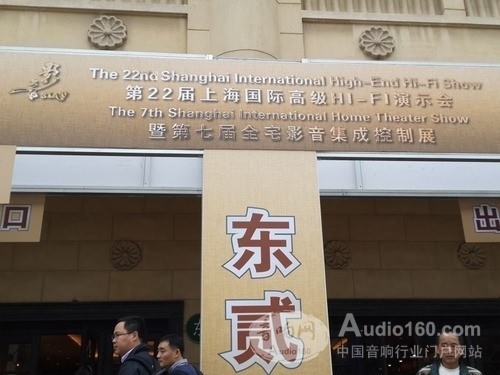 The 22nd Shanghai International High-End Hi-Fi Show
第22届上海国际高级HI-FI演示会
The 7th Shanghai International Home Theater Show
暨第七届全宅影音集成控制展
口
出
东
贰
Audio160.com
中国音响行业门户网站